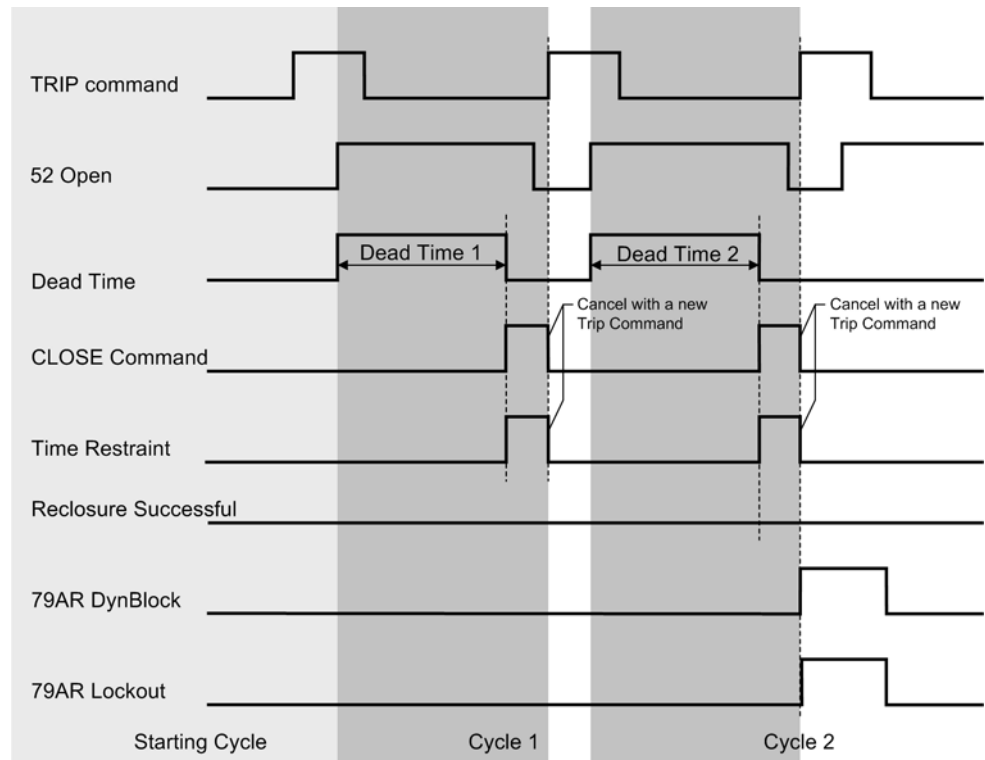 TRIP command
52 Open
Dead Time 1
Dead Time 2
Dead Time
Cancel with a new
Trip Command
Cancel with a new
Trip Command
CLOSE Command
Time Restraint
Reclosure Successful
79AR DynBlock
79AR Lockout
Starting Cycle
Cycle 1
Cycle 2